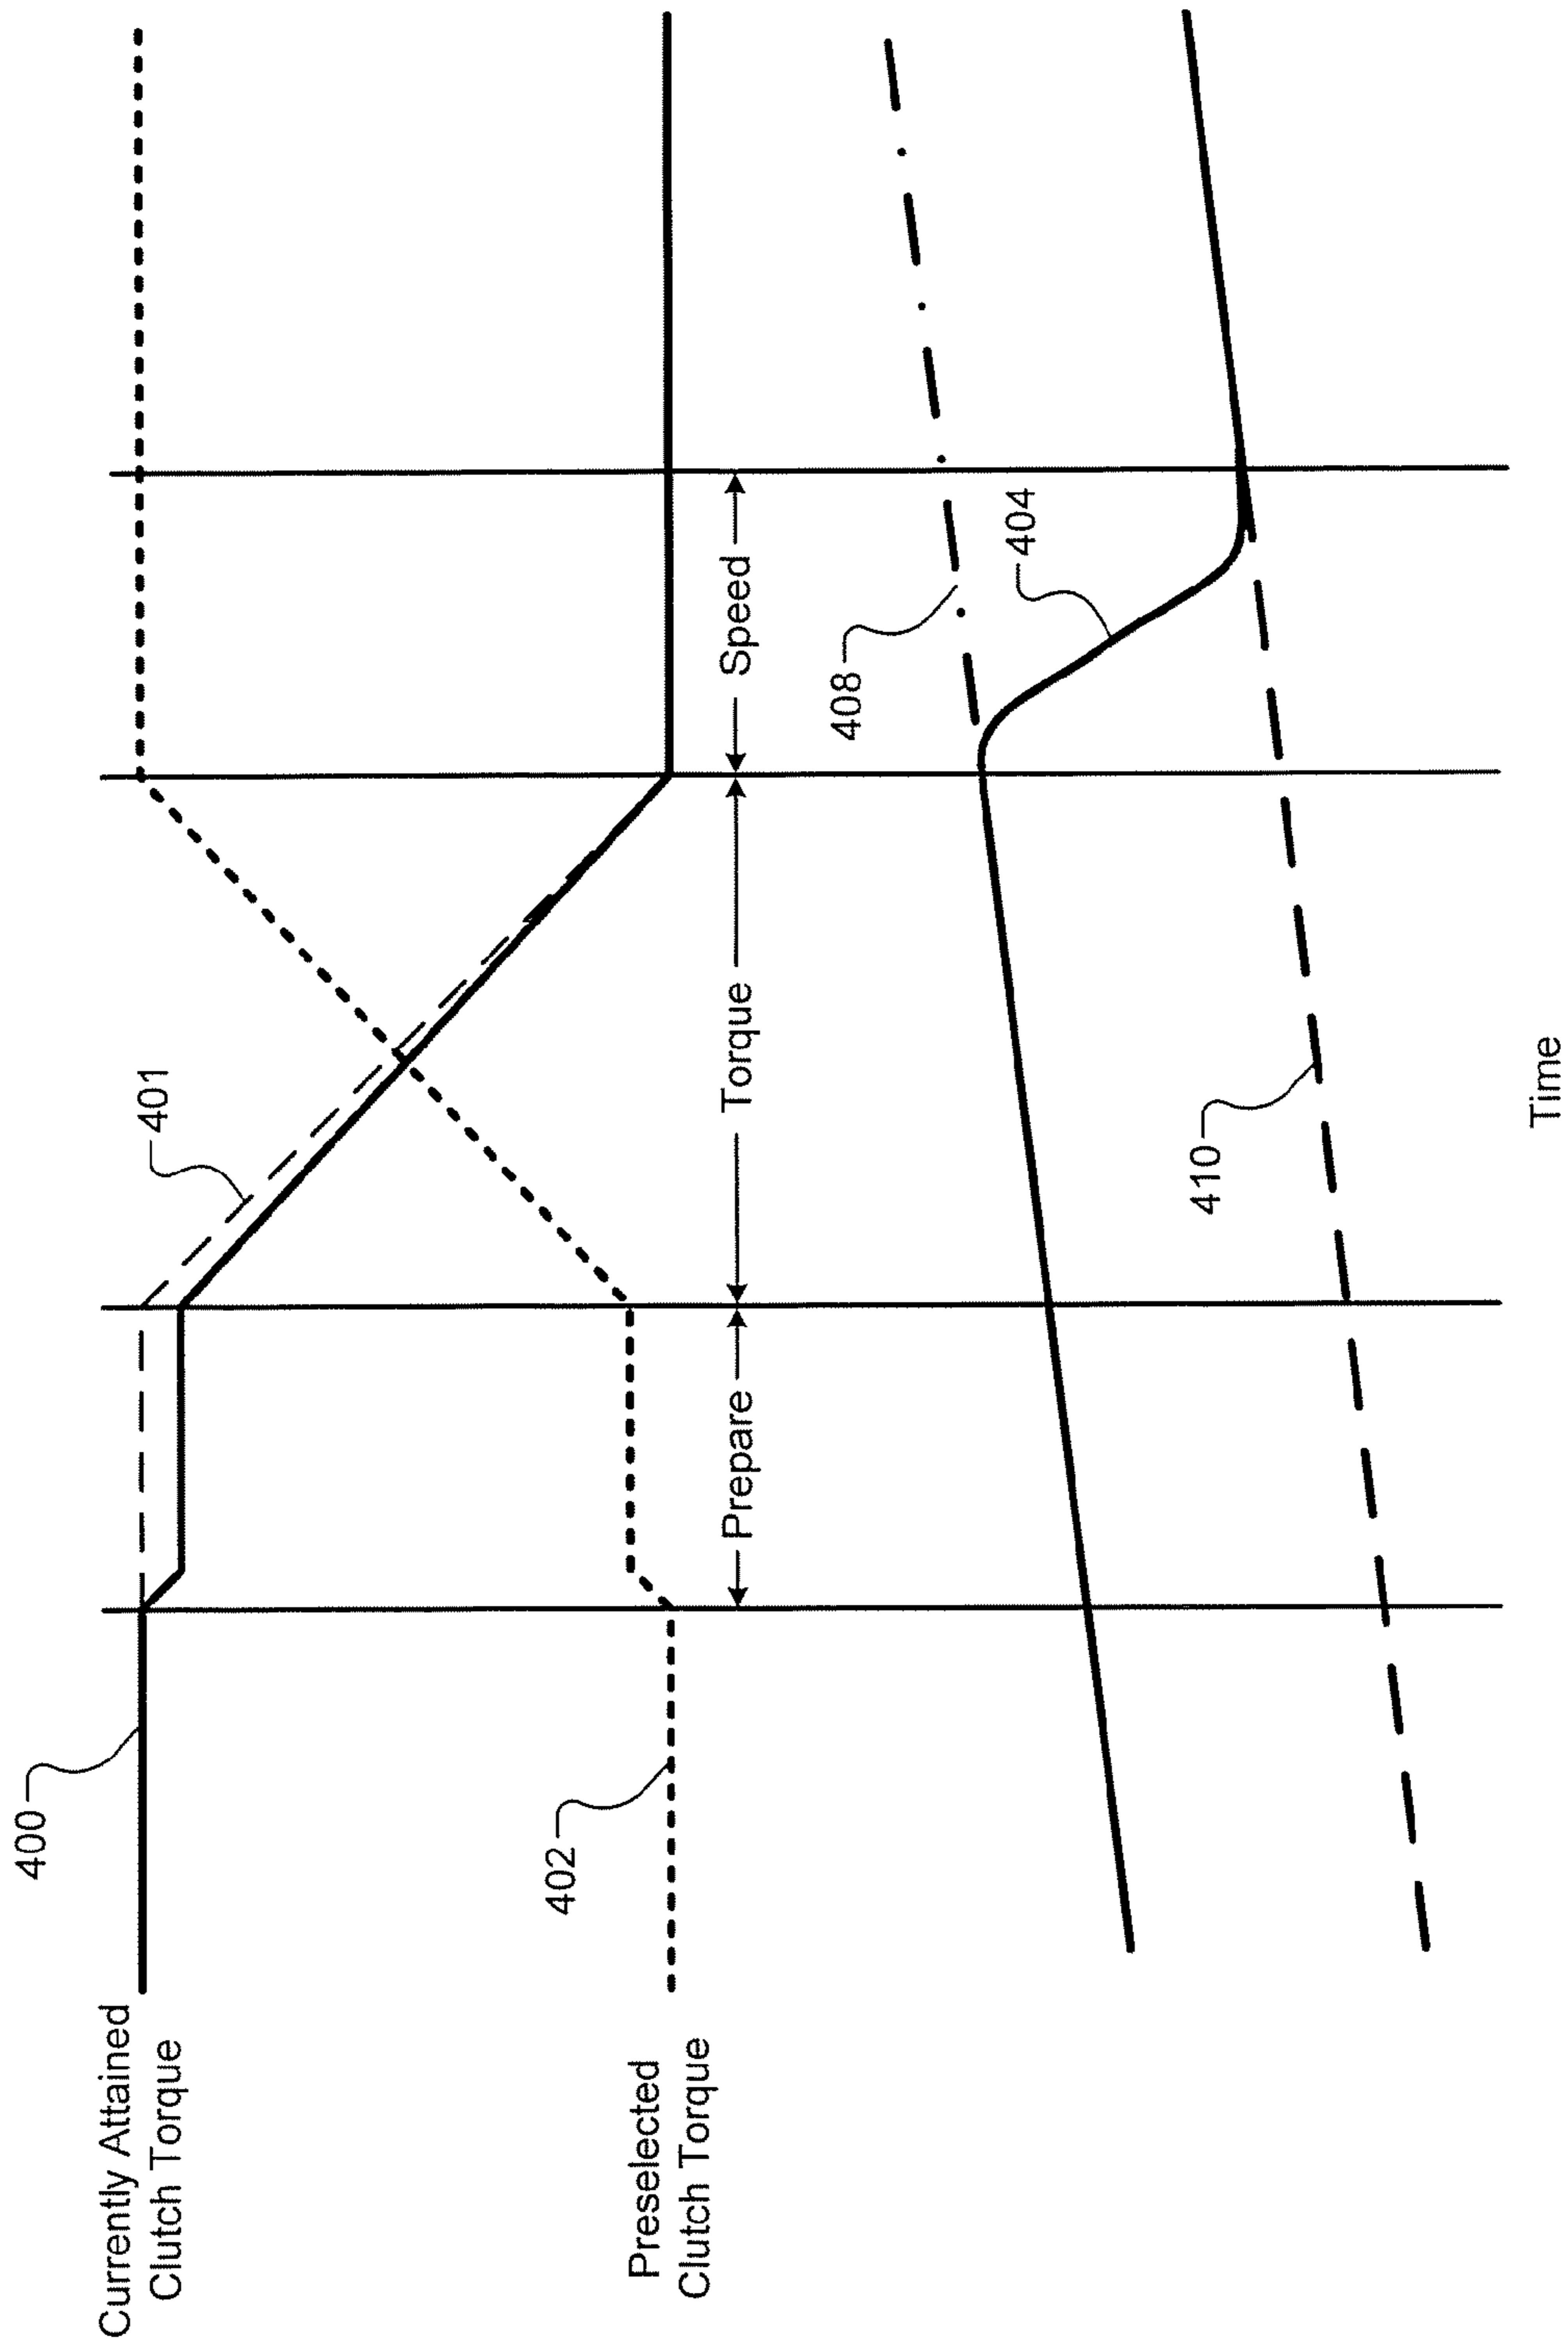 400
Currently Attained
Clutch Torque
401
402
Preselected
Clutch Torque
Prepare
Torque
Speed
408
404
410
Time